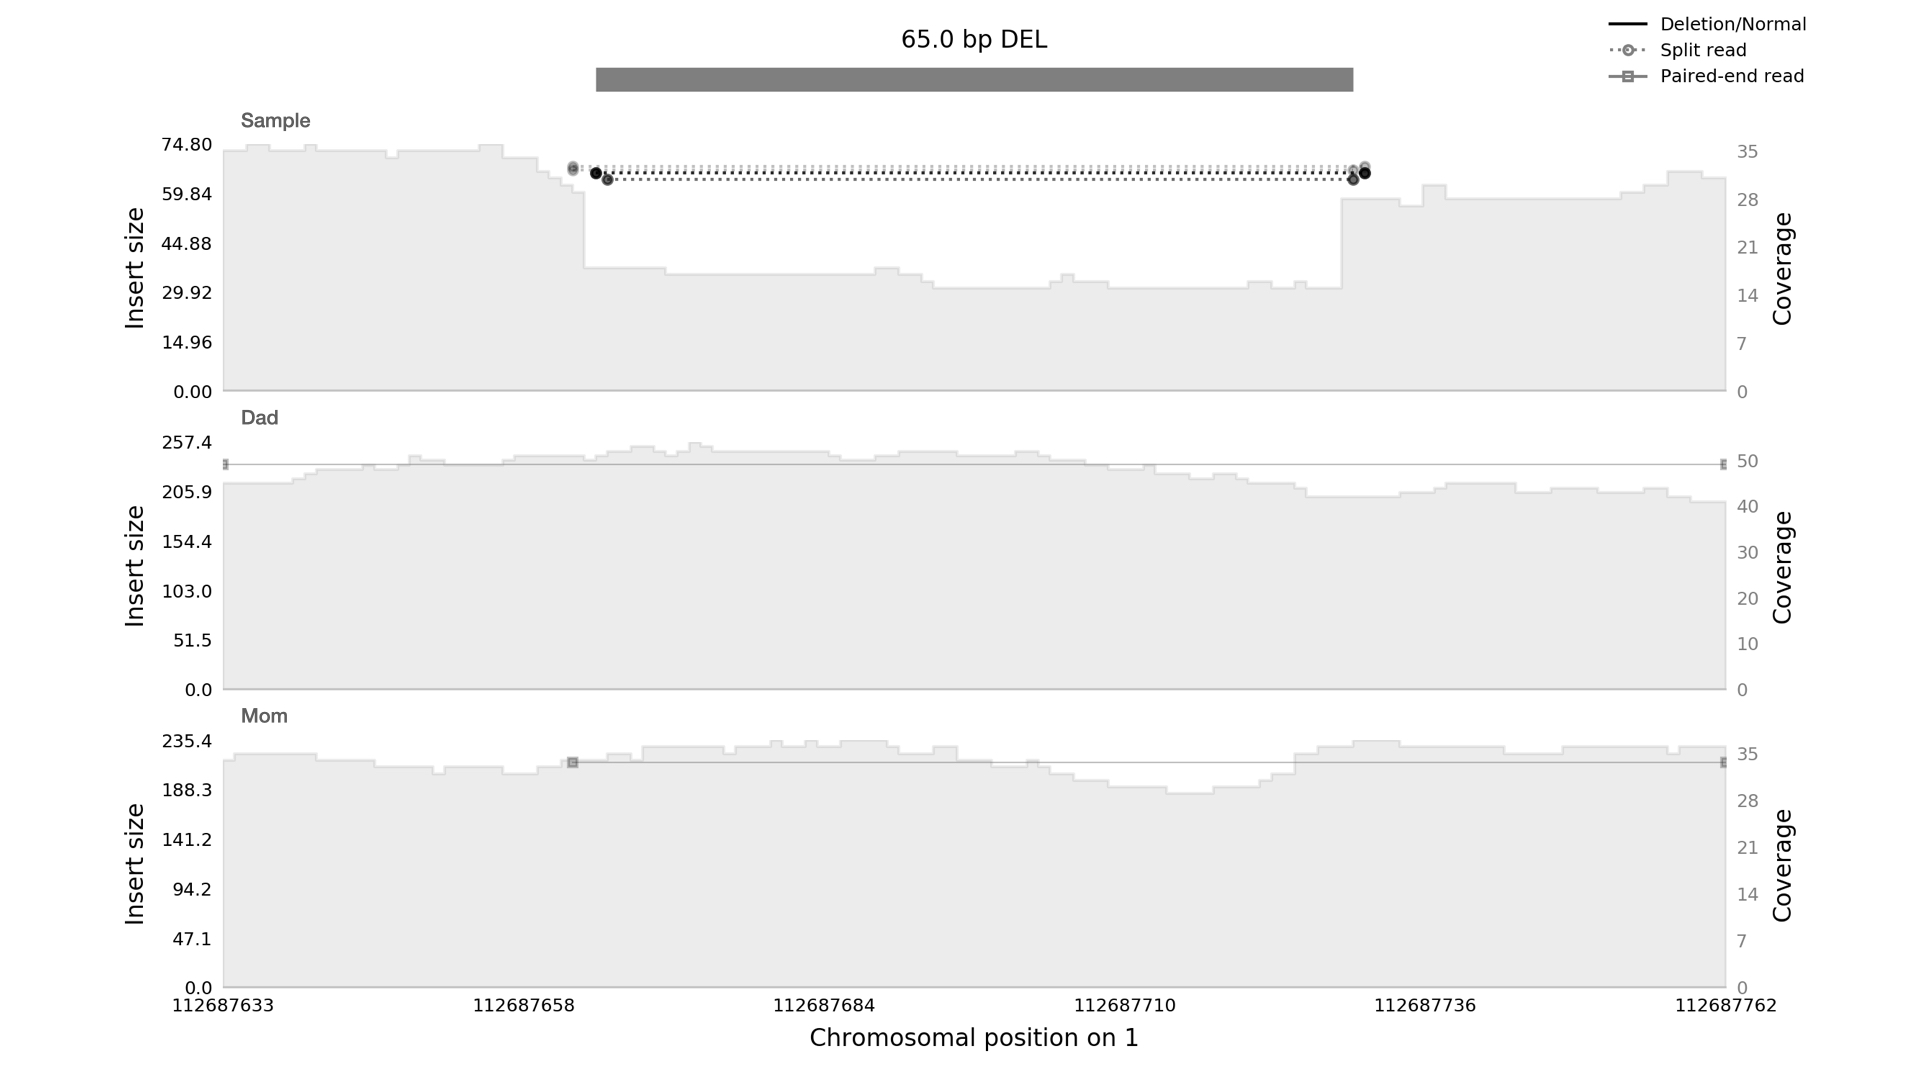 65.0 bp DEL
Deletion/Normal
Split read
Paired-end read
Sample
74.80
59.84
44.88
29.92
14.96
0.00
Insert size
35
28
21
14
7
0
Coverage
Dad
257.4
205.9
154.4
103.0
51.5
0.0
Insert size
50
40
30
20
10
0
Coverage
Mom
235.4
188.3
141.2
94.2
47.1
0.0
Insert size
35
28
21
14
7
0
Coverage
112687633 112687658 112687684 112687710 112687736 112687762
Chromosomal position on 1